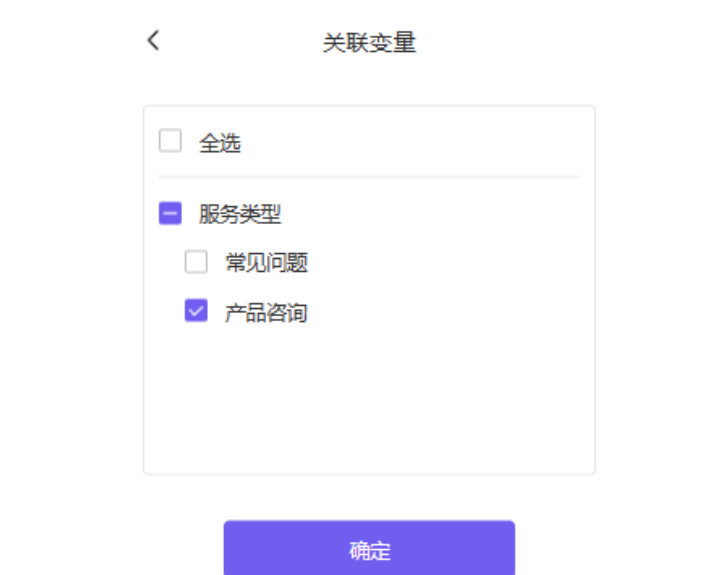 关联变量
全选
服务类型
常见问题
产品咨询
确定